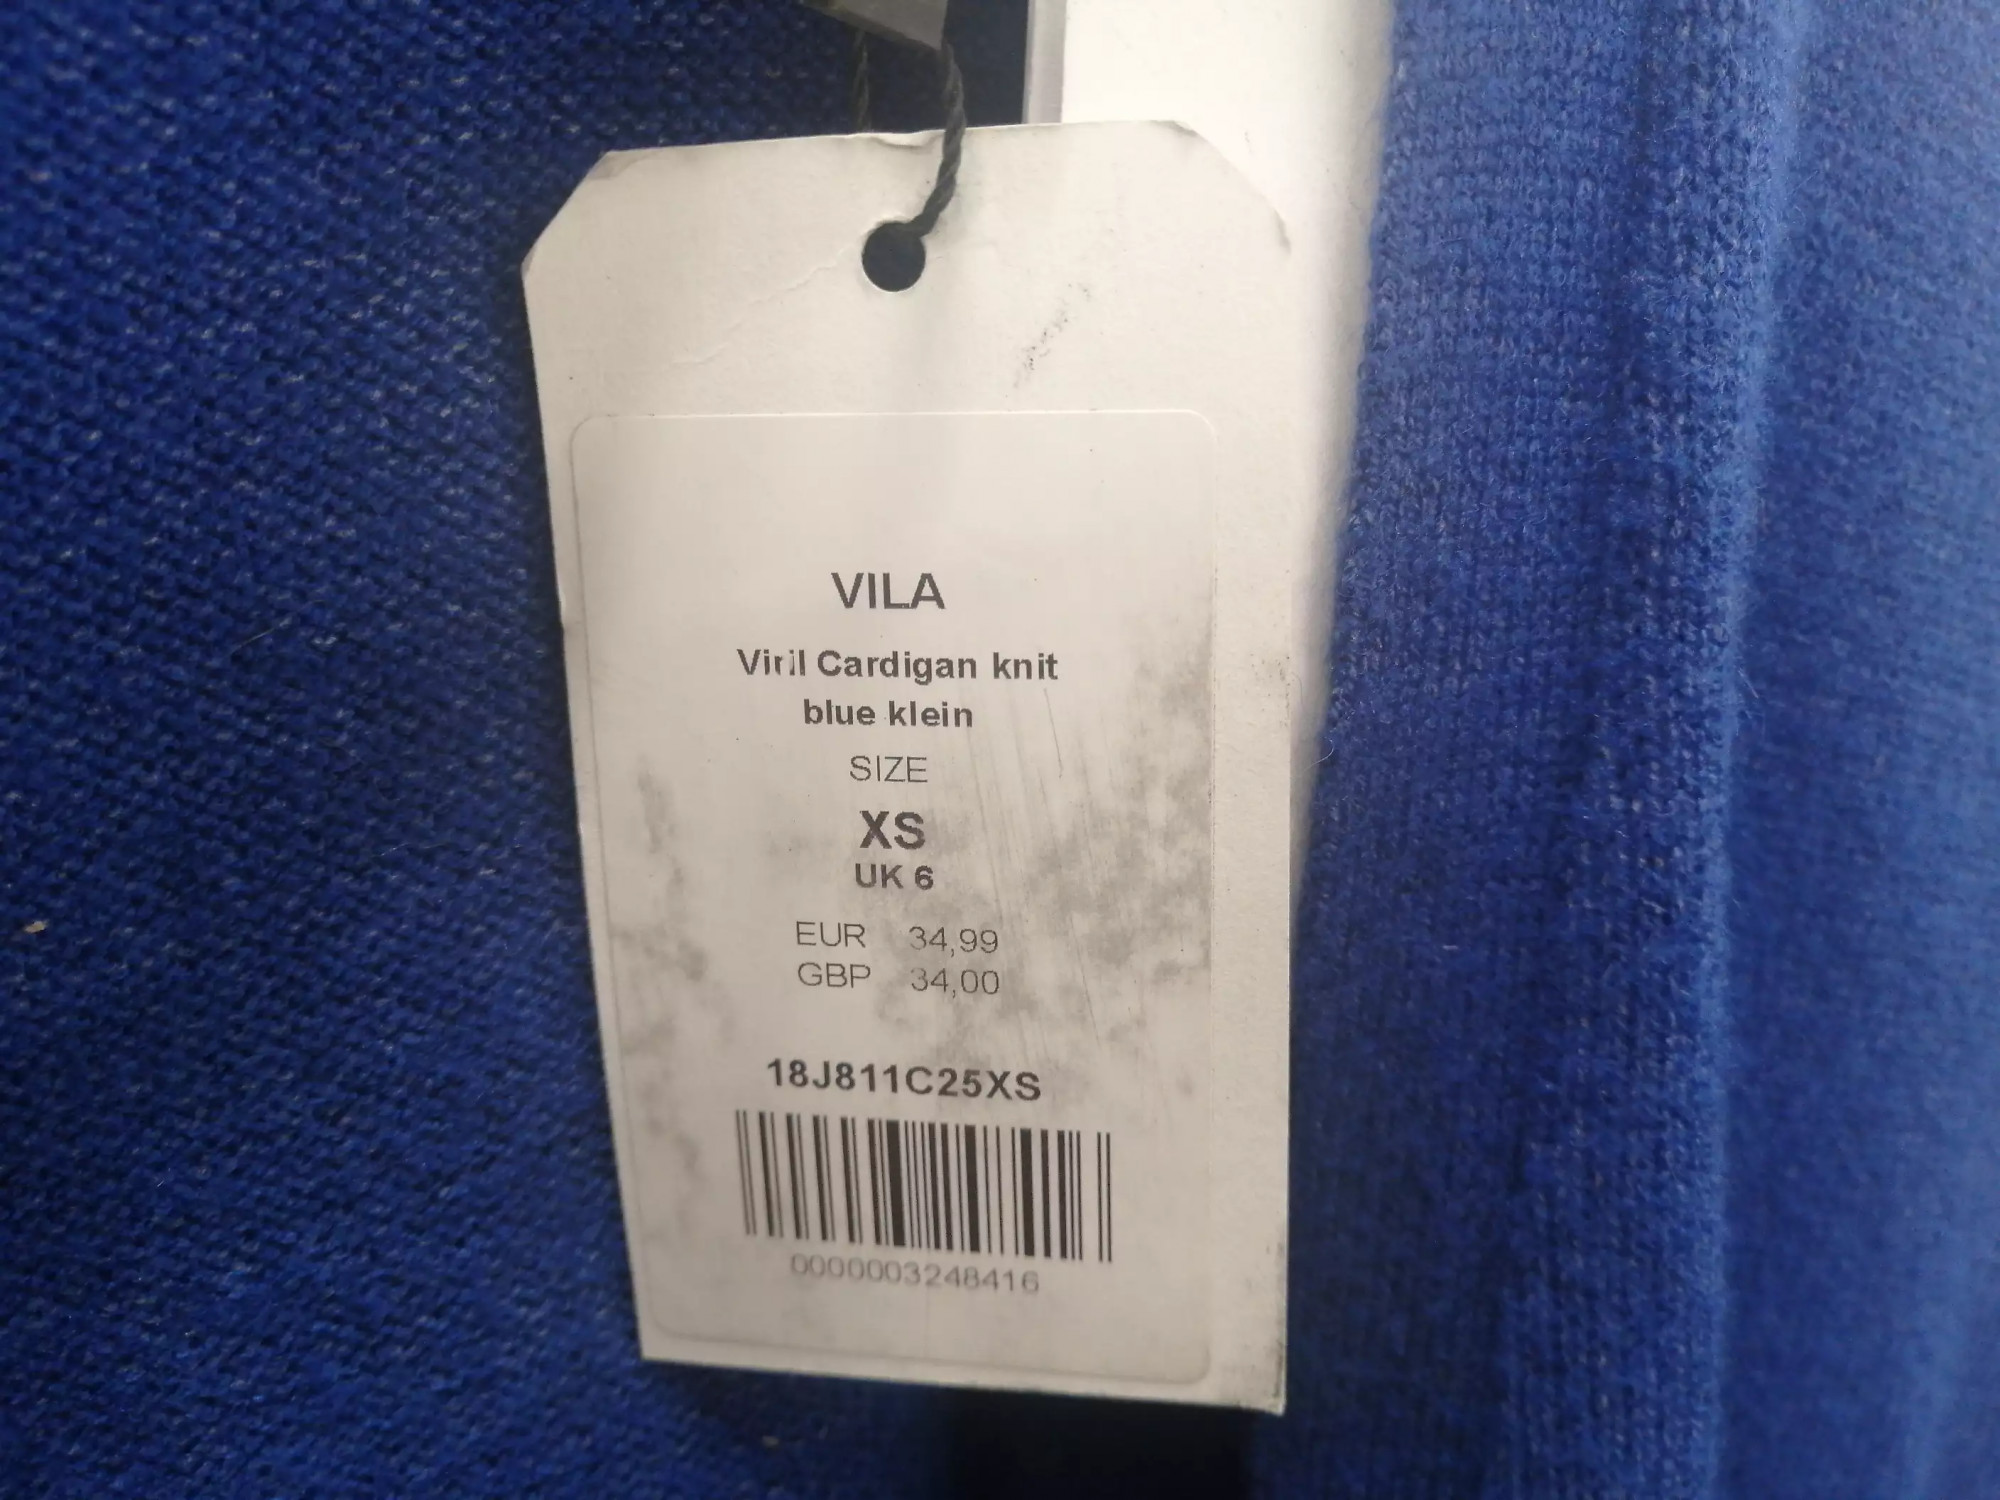 VILA
Viril Cardigan knit
blue klein
SIZE
XS
UK 6
EUR 34,99
GBP 34,00
18J811C25XS
0000003248416